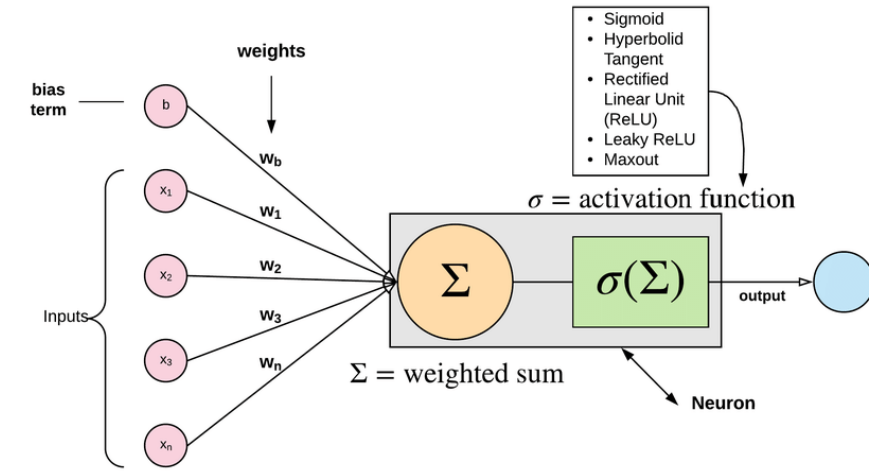 • Sigmoid
• Hyperbolid
Tangent
• Rectified
Linear Unit
(ReLU)
• Leaky ReLU
• Maxout
weights
bias
term
b
w_b
σ = activation function
x₁
w₁
x₂
w₂
Σ
σ(Σ)
output
Inputs
w₃
x₃
wₙ
Σ = weighted sum
Neuron
xₙ